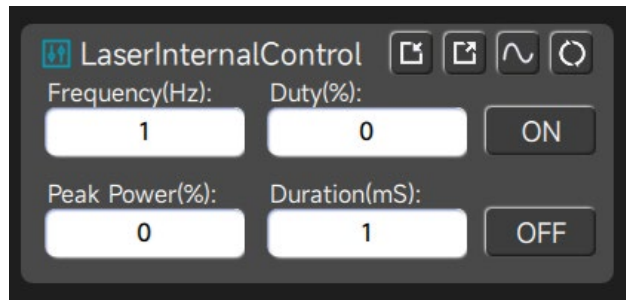 LaserInternalControl
Frequency(Hz): Duty(%):
1 0 ON
Peak Power(%): Duration(mS):
0 1 OFF